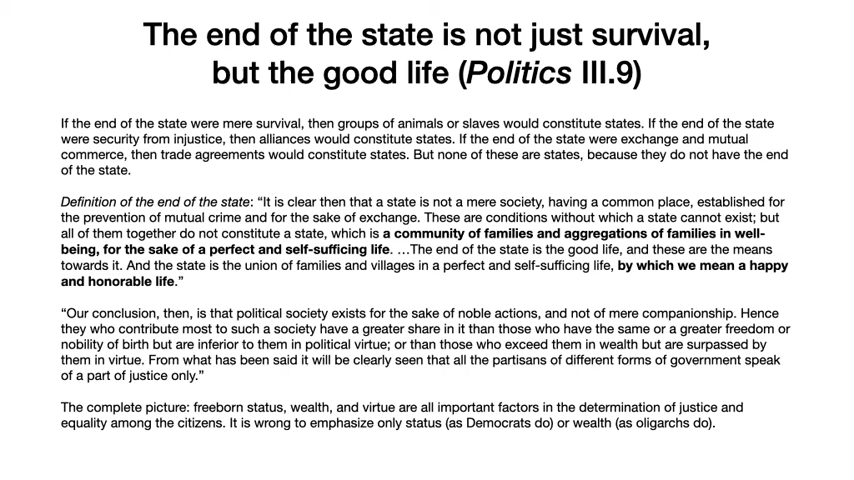 The end of the state is not just survival,
but the good life (Politics III.9)
If the end of the state were mere survival, then groups of animals or slaves would constitute states. If the end of the state
were security from injustice, then alliances would constitute states. If the end of the state were exchange and mutual
commerce, then trade agreements would constitute states. But none of these are states, because they do not have the end
of the state.
Definition of the end of the state: “It is clear then that a state is not a mere society, having a common place, established for
the prevention of mutual crime and for the sake of exchange. These are conditions without which a state cannot exist; but
all of them together do not constitute a state, which is a community of families and aggregations of families in well-
being, for the sake of a perfect and self-sufficing life. …The end of the state is the good life, and these are the means
towards it. And the state is the union of families and villages in a perfect and self-sufficing life, by which we mean a happy
and honorable life.”
“Our conclusion, then, is that political society exists for the sake of noble actions, and not of mere companionship. Hence
they who contribute most to such a society have a greater share in it than those who have the same or a greater freedom or
nobility of birth but are inferior to them in political virtue; or than those who exceed them in wealth but are surpassed by
them in virtue. From what has been said it will be clearly seen that all the partisans of different forms of government speak
of a part of justice only.”
The complete picture: freeborn status, wealth, and virtue are all important factors in the determination of justice and
equality among the citizens. It is wrong to emphasize only status (as Democrats do) or wealth (as oligarchs do).